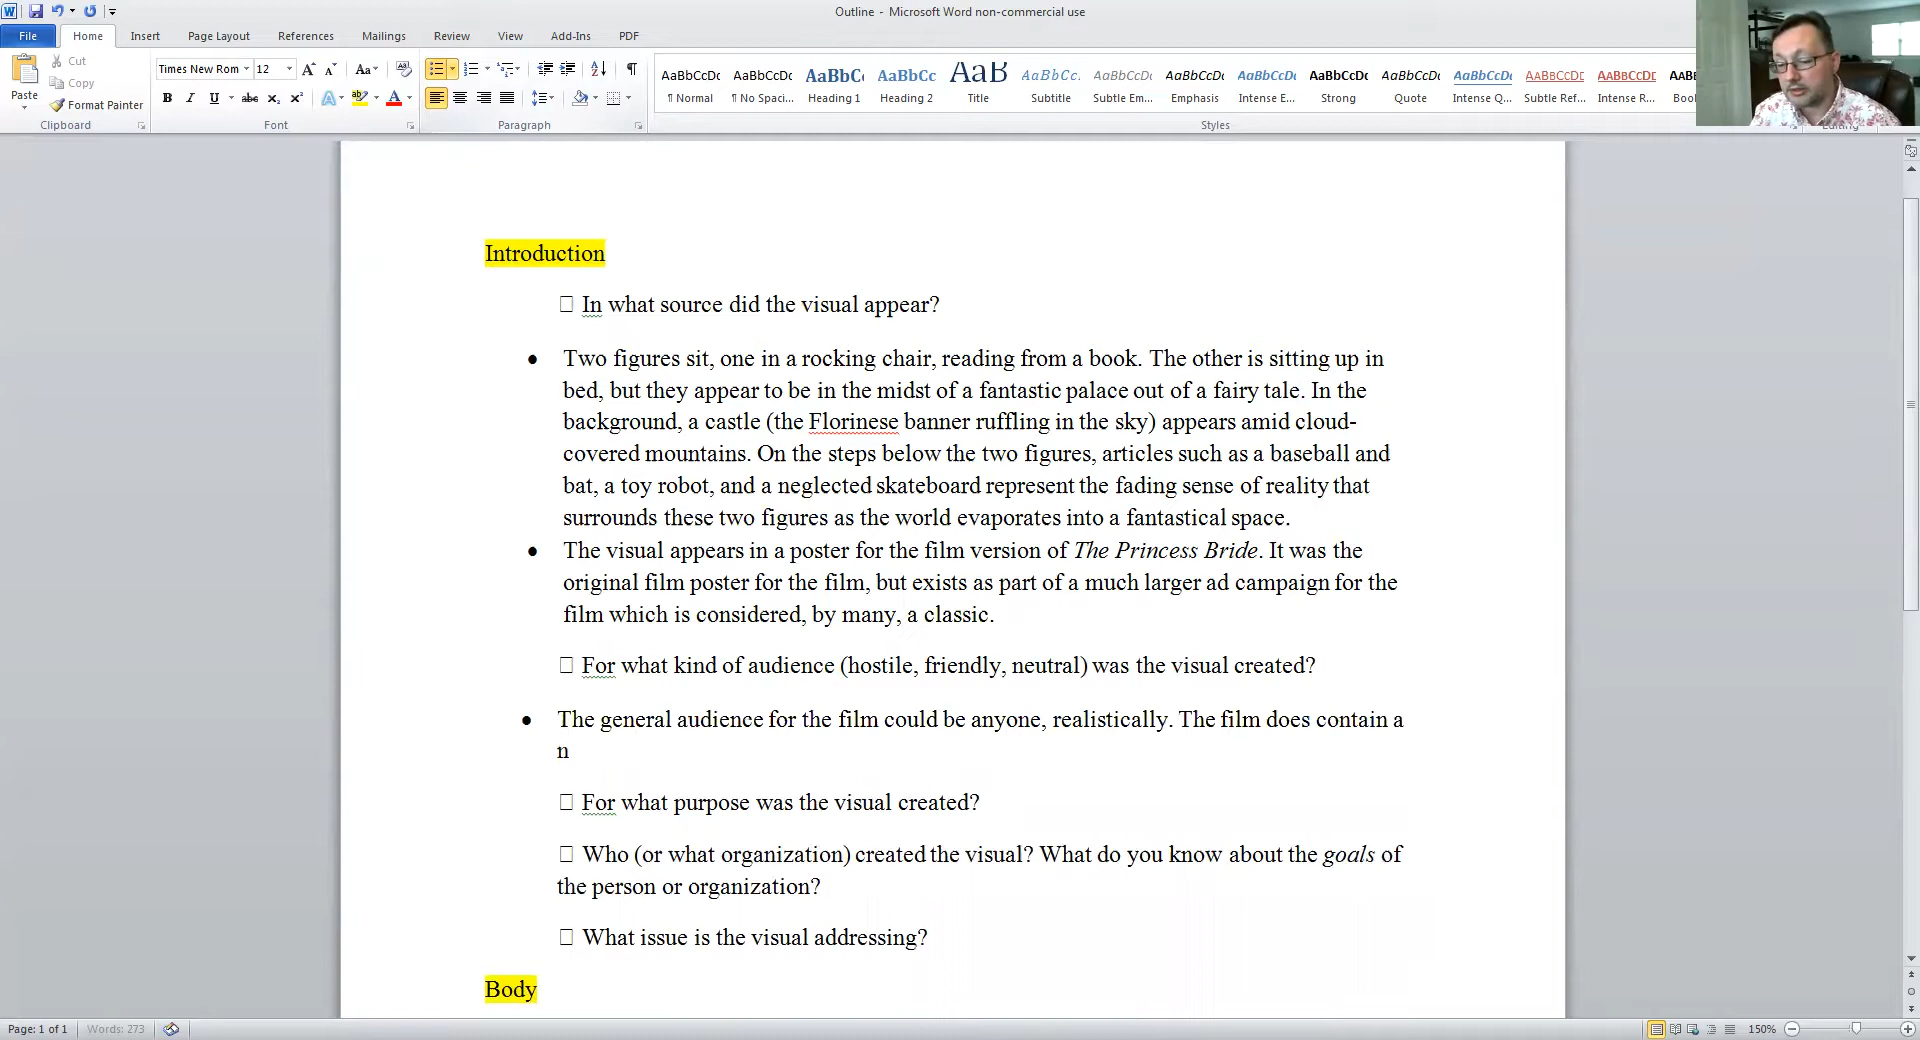 Outline - Microsoft Word non-commercial use
File Home Insert Page Layout References Mailings Review View Add-Ins PDF
Paste
Cut
Copy
Format Painter
Times New Rom 12
AaBbCcDc AaBbCcDc AaBbCc AaBbCc AaB AaBbCc. AaBbCcDc AaBbCcDc AaBbCcDc AaBbCcDc AaBbCcDc AaBbCcDc AABBCCDE AABBCCDE AABB
¶ Normal ¶ No Spaci... Heading 1 Heading 2 Title Subtitle Subtle Em... Emphasis Intense E... Strong Quote Intense Q... Subtle Ref... Intense R... Boo
Clipboard Font Paragraph Styles Editing
Introduction
□ In what source did the visual appear?
• Two figures sit, one in a rocking chair, reading from a book. The other is sitting up in
bed, but they appear to be in the midst of a fantastic palace out of a fairy tale. In the
background, a castle (the Florinese banner ruffling in the sky) appears amid cloud-
covered mountains. On the steps below the two figures, articles such as a baseball and
bat, a toy robot, and a neglected skateboard represent the fading sense of reality that
surrounds these two figures as the world evaporates into a fantastical space.
• The visual appears in a poster for the film version of The Princess Bride. It was the
original film poster for the film, but exists as part of a much larger ad campaign for the
film which is considered, by many, a classic.
□ For what kind of audience (hostile, friendly, neutral) was the visual created?
• The general audience for the film could be anyone, realistically. The film does contain a
n
□ For what purpose was the visual created?
□ Who (or what organization) created the visual? What do you know about the goals of
the person or organization?
□ What issue is the visual addressing?
Body
Page: 1 of 1 Words: 273 150%